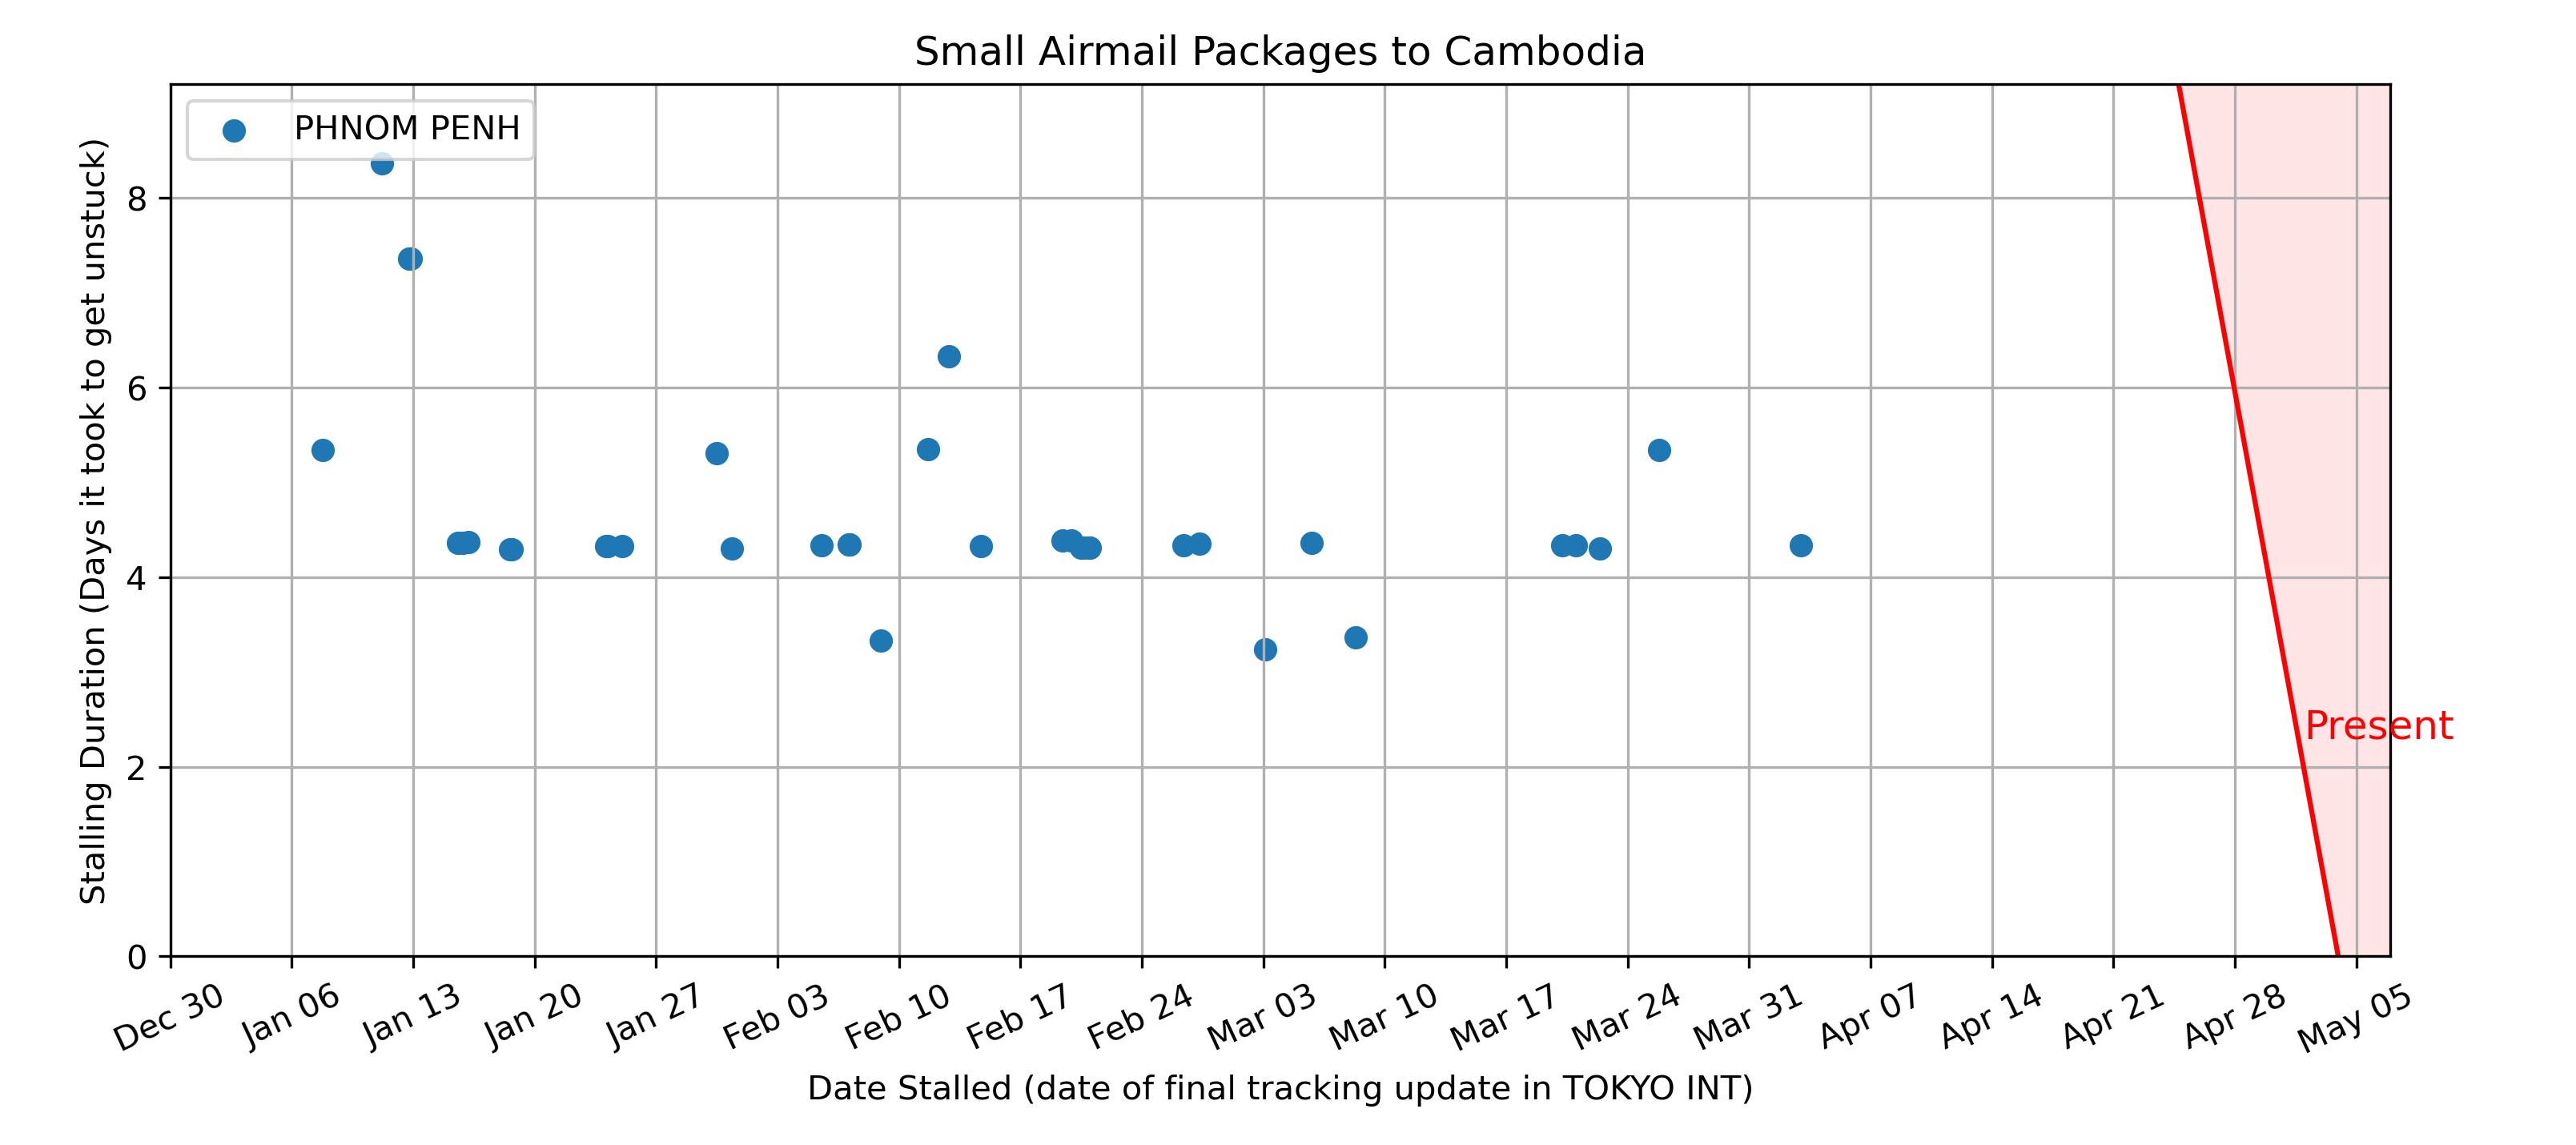 Small Airmail Packages to Cambodia
PHNOM PENH
Stalling Duration (Days it took to get unstuck)
8
6
4
2
0
Present
Dec 30
Jan 06
Jan 13
Jan 20
Jan 27
Feb 03
Feb 10
Feb 17
Feb 24
Mar 03
Mar 10
Mar 17
Mar 24
Mar 31
Apr 07
Apr 14
Apr 21
Apr 28
May 05
Date Stalled (date of final tracking update in TOKYO INT)